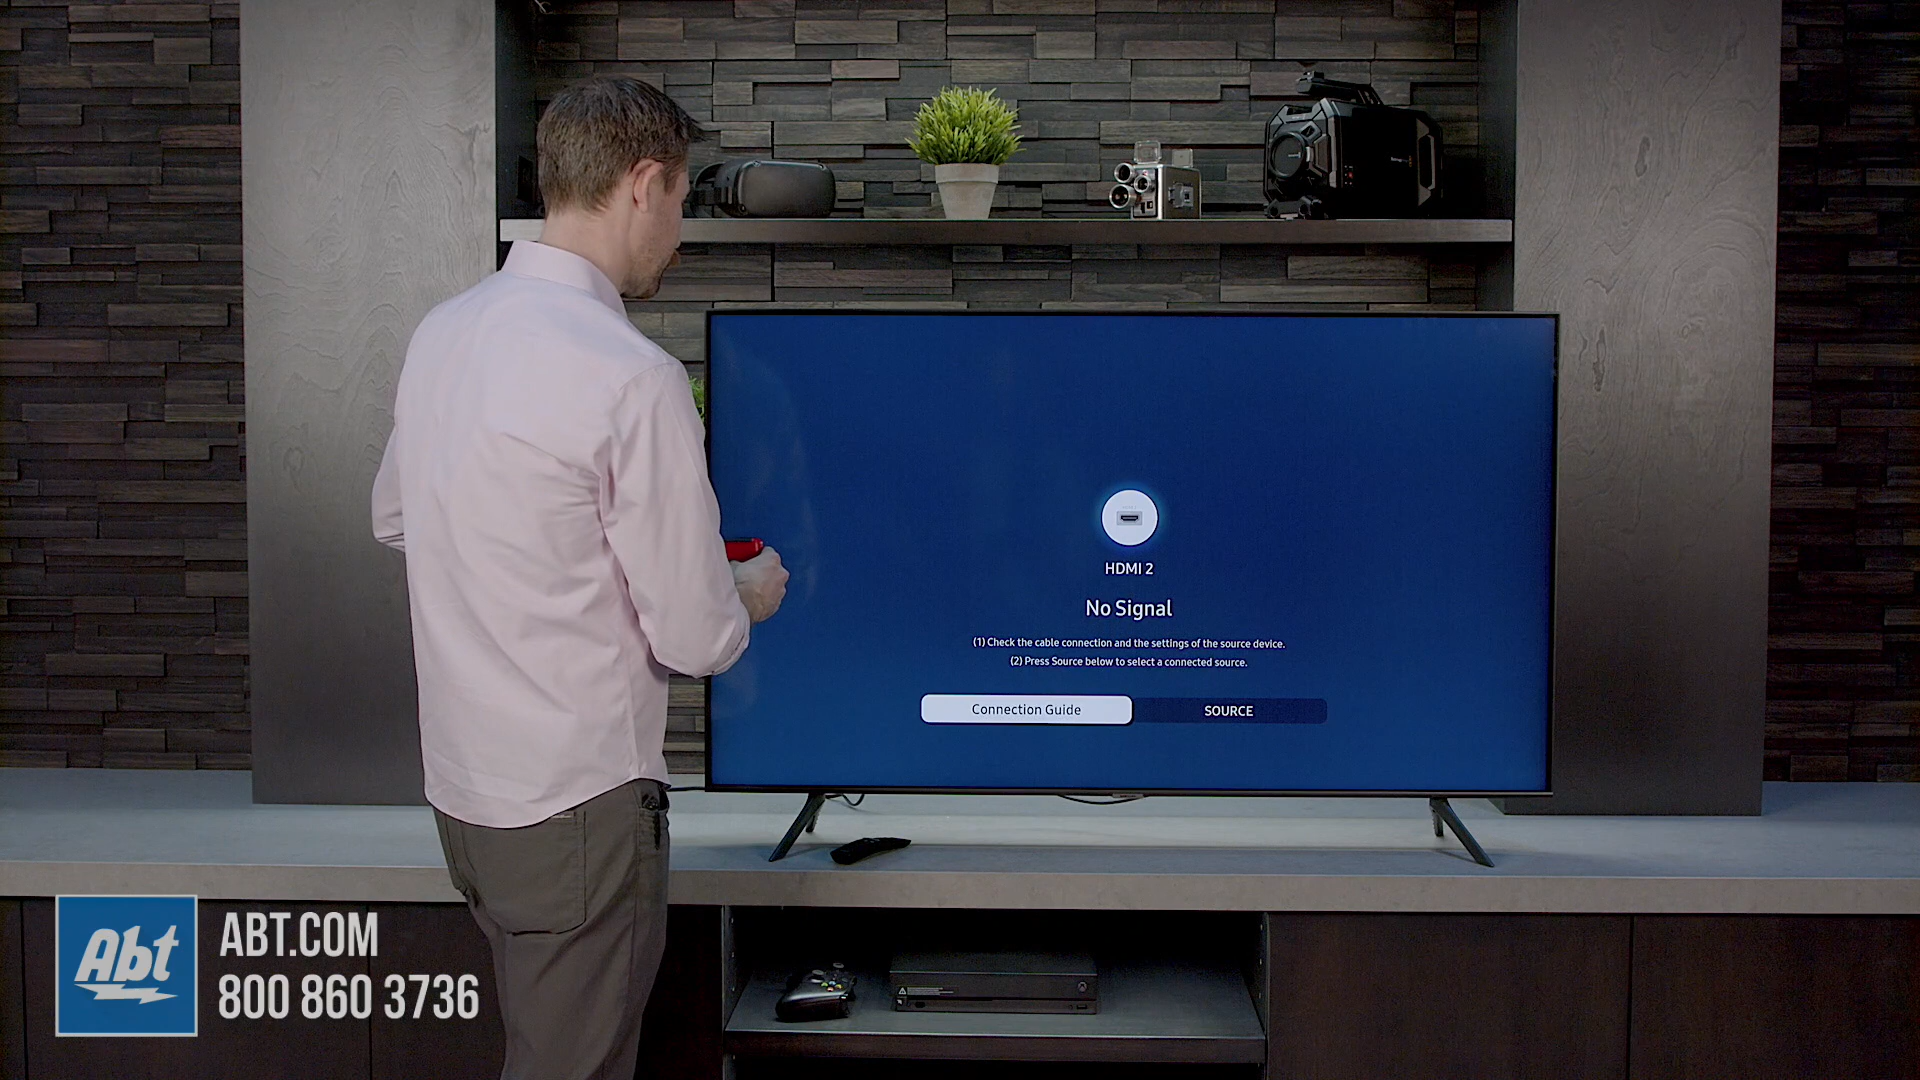 HDMI 2
No Signal
(1) Check the cable connection and the settings of the source device.
(2) Press Source below to select a connected source.
Connection Guide
SOURCE
Abt
ABT.COM
800 860 3736